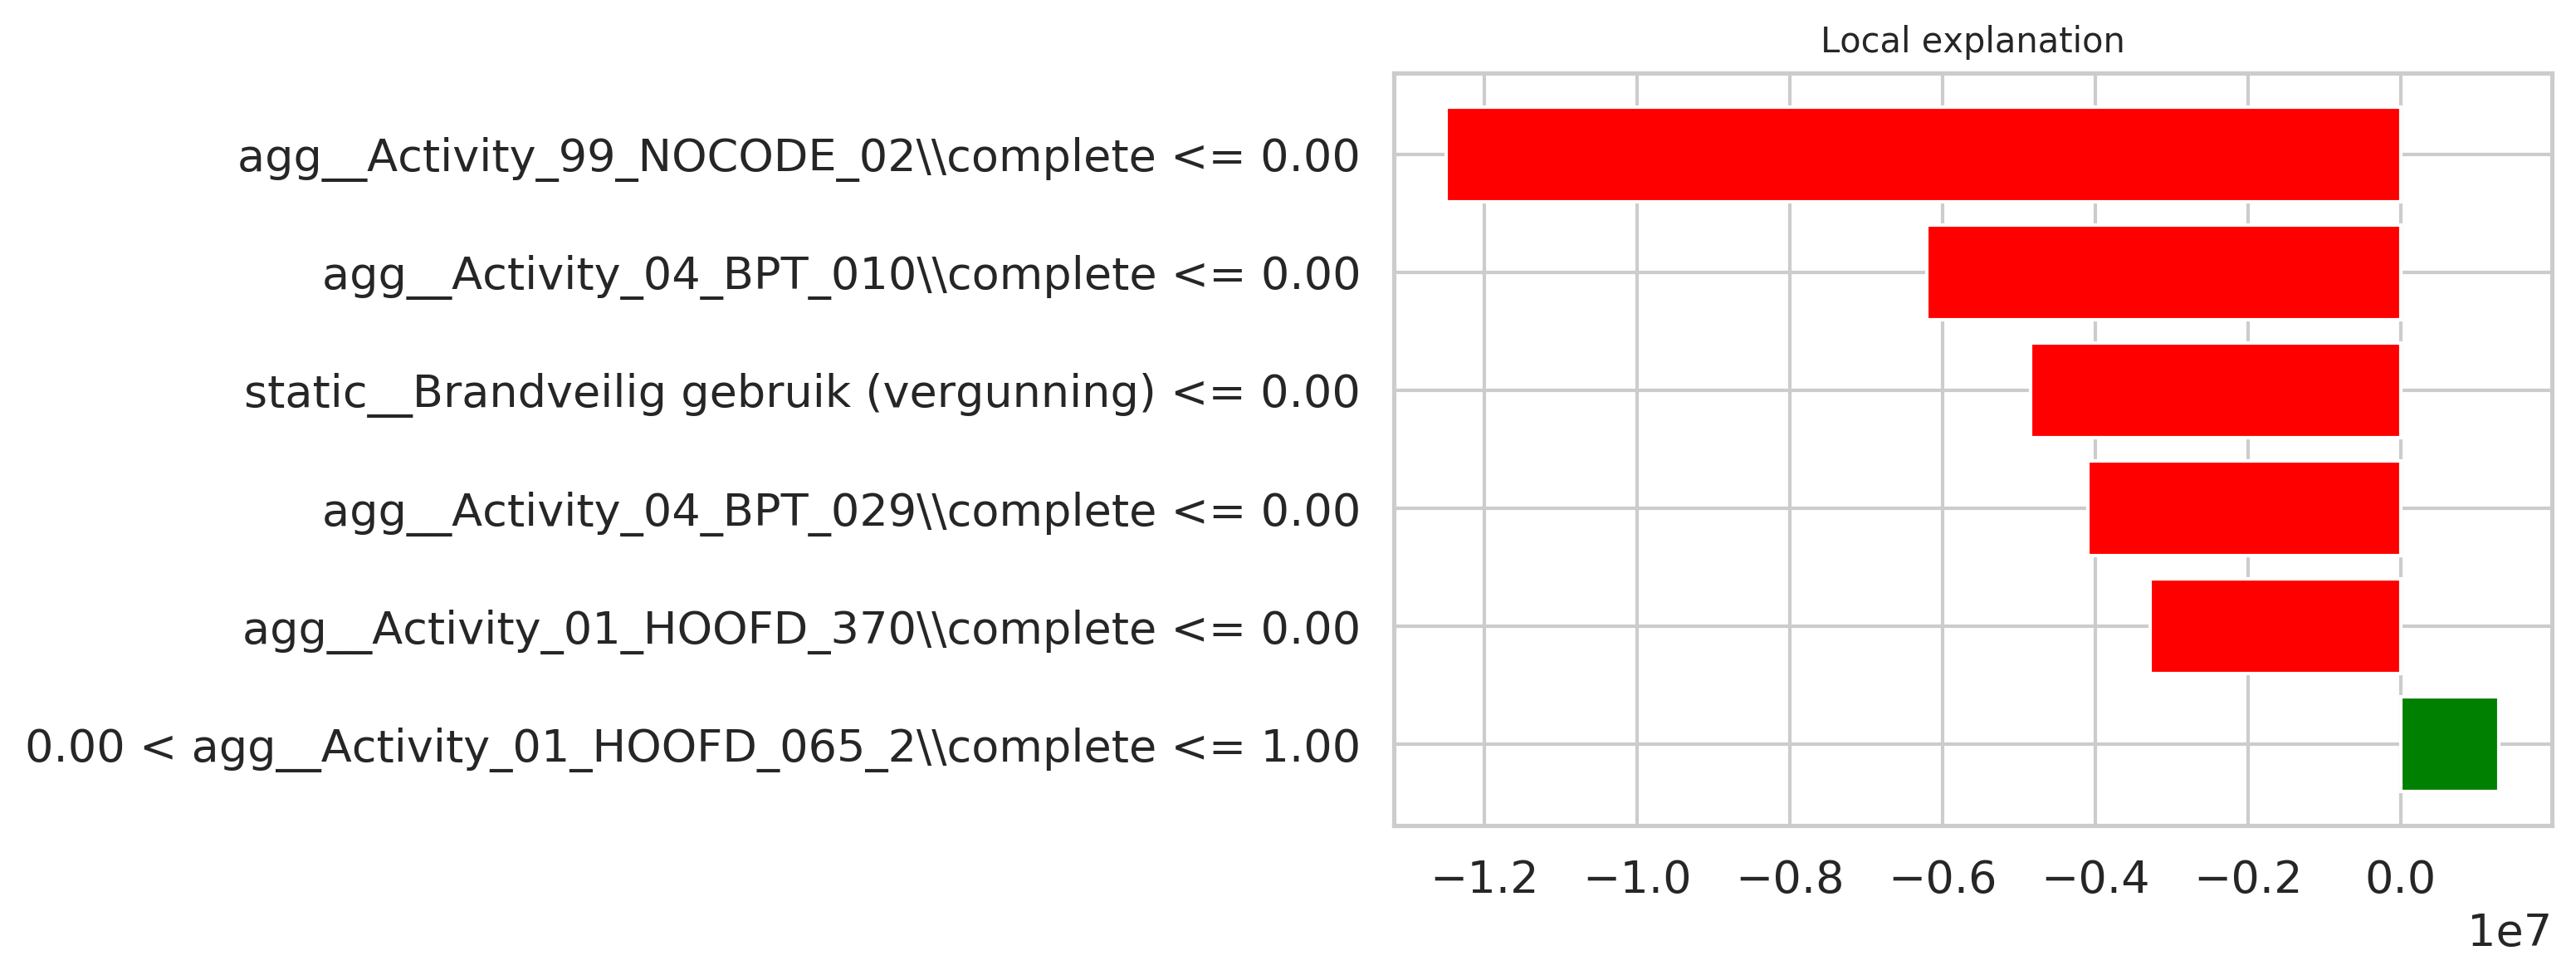 Local explanation
agg__Activity_99_NOCODE_02\\complete <= 0.00
agg__Activity_04_BPT_010\\complete <= 0.00
static__Brandveilig gebruik (vergunning) <= 0.00
agg__Activity_04_BPT_029\\complete <= 0.00
agg__Activity_01_HOOFD_370\\complete <= 0.00
0.00 < agg__Activity_01_HOOFD_065_2\\complete <= 1.00
−1.2 −1.0 −0.8 −0.6 −0.4 −0.2 0.0
1e7